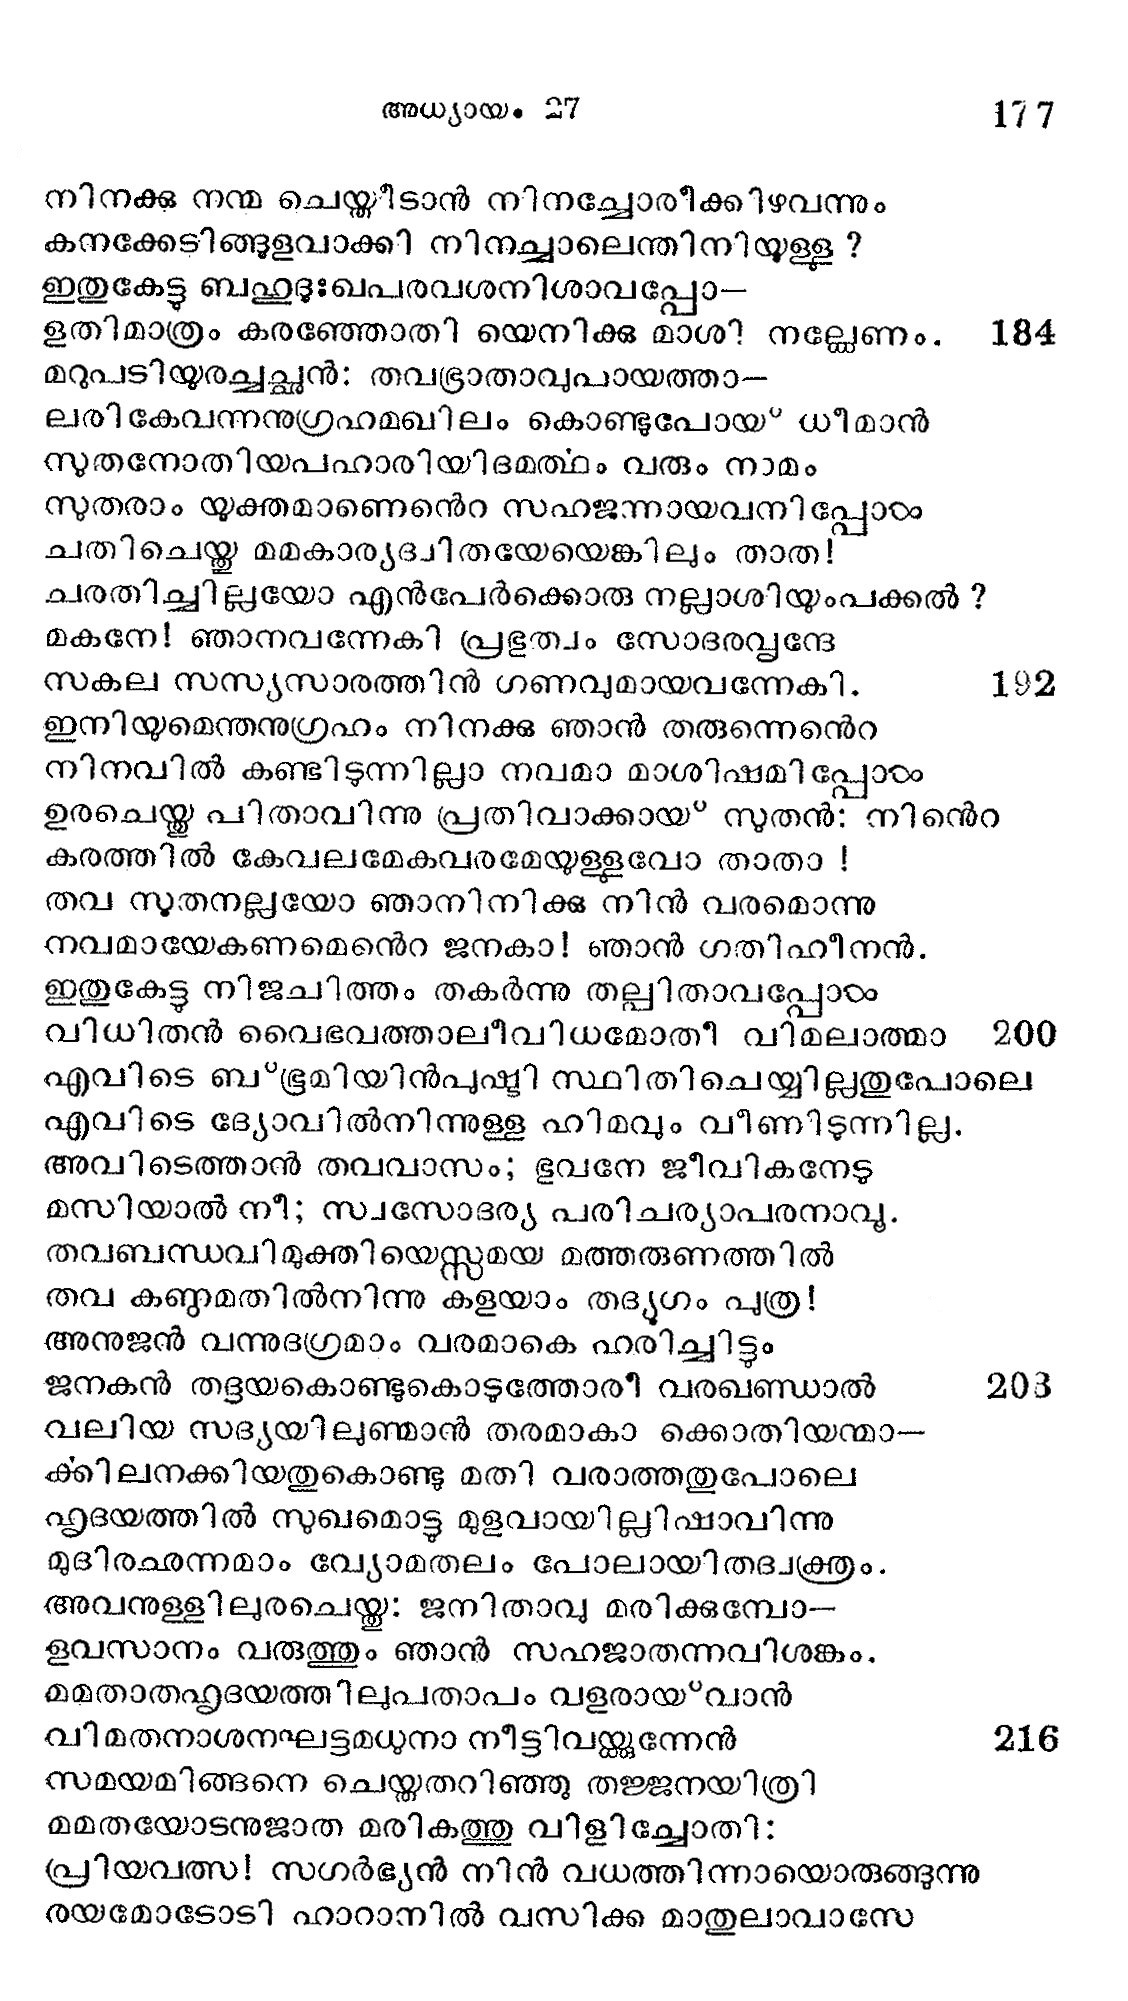 അധ്യായം. 27 177
നിനക്കു നന്മ ചെയ്തീടാൻ നിനച്ചോരീക്കിഴവന്നും
കനക്കേടിങ്ങുളവാക്കി നിനച്ചാലെന്തിനിയുള്ളു ?
ഇതുകേട്ടു ബഹുദുഃഖപരവശനിശാവപ്പോ—
ളതിമാത്രം കരഞ്ഞോതി യെനിക്കു മാശി നല്ലേണം. 184
മറുപടിയുരച്ചച്ഛൻ: തവഭ്രാതാവുപായത്താ—
ലരികേവന്നനുഗ്രഹമഖിലം കൊണ്ടുപോയ് ധീമാൻ
സുതനോതിയപഹാരിയിദമർത്ഥം വരും നാമം
സുതരാം യുക്തമാണെൻെറ സഹജന്നായവനിപ്പോൾ
ചതിചെയ്തു മമകാര്യദ്വിതയേയെങ്കിലും താത!
ചരതിച്ചില്ലയോ എൻപേർക്കൊരു നല്ലാശിയുംപക്കൽ ?
മകനേ! ഞാനവന്നേകി പ്രഭുത്വം സോദരവൃന്ദേ
സകല സസ്യസാരത്തിൻ ഗണവുമായവന്നേകി. 192
ഇനിയുമെന്തനുഗ്രഹം നിനക്കു ഞാൻ തരുന്നെൻെറ
നിനവിൽ കണ്ടിടുന്നില്ലാ നവമാ മാശിഷമിപ്പോൾ
ഉരചെയ്തു പിതാവിന്നു പ്രതിവാക്കായ് സുതൻ: നിൻെറ
കരത്തിൽ കേവലമേകവരമേയുള്ളുവോ താതാ !
തവ സുതനല്ലയോ ഞാനിനിക്കു നിൻ വരമൊന്നു
നവമായേകണമെൻെറ ജനകാ! ഞാൻ ഗതിഹീനൻ.
ഇതുകേട്ടു നിജചിത്തം തകർന്നു തല്പിതാവപ്പോൾ
വിധിതൻ വൈഭവത്താലീവിധമോതീ വിമലാത്മാ 200
എവിടെ ബ്ഭൂമിയിൻപുഷ്ടി സ്ഥിതിചെയ്യില്ലതുപോലെ
എവിടെ ദ്യോവിൽനിന്നുള്ള ഹിമവും വീണിടുന്നില്ല.
അവിടെത്താൻ തവവാസം; ഭുവനേ ജീവികനേടു
മസിയാൽ നീ; സ്വസോദര്യ പരിചര്യാപരനാവൂ.
തവബന്ധവിമുക്തിയെസ്സമയ മത്തരുണത്തിൽ
തവ കണ്ഠമതിൽനിന്നു കളയാം തദ്യുഗം പുത്ര!
അനുജൻ വന്നുദഗ്രമാം വരമാകെ ഹരിച്ചിട്ടും
ജനകൻ തദ്ദയകൊണ്ടുകൊടുത്തോരീ വരഖണ്ഡാൽ 203
വലിയ സദ്യയിലുണ്മാൻ തരമാകാ ക്കൊതിയന്മാ—
ക്കിലനക്കിയതുകൊണ്ടു മതി വരാത്തതുപോലെ
ഹൃദയത്തിൽ സുഖമൊട്ടു മുളവായില്ലിഷാവിന്നു
മുദിരഛന്നമാം വ്യോമതലം പോലായിതദ്വക്ത്രം.
അവനുള്ളിലുരചെയ്തു: ജനിതാവു മരിക്കുമ്പോ—
ളവസാനം വരുത്തും ഞാൻ സഹജാതന്നവിശങ്കം.
മമതാതഹൃദയത്തിലുപതാപം വളരായ്‌വാൻ
വിമതനാശനഘട്ടമധുനാ നീട്ടിവയ്ക്കുന്നേൻ 216
സമയമിങ്ങനെ ചെയ്തതറിഞ്ഞു തജ്ജനയിത്രി
മമതയോടനുജാത മരികത്തു വിളിച്ചോതി:
പ്രിയവത്സ! സഗർഭ്യൻ നിൻ വധത്തിന്നായൊരുങ്ങുന്നു
രയമോടോടി ഹാറാനിൽ വസിക്ക മാതുലാവാസേ